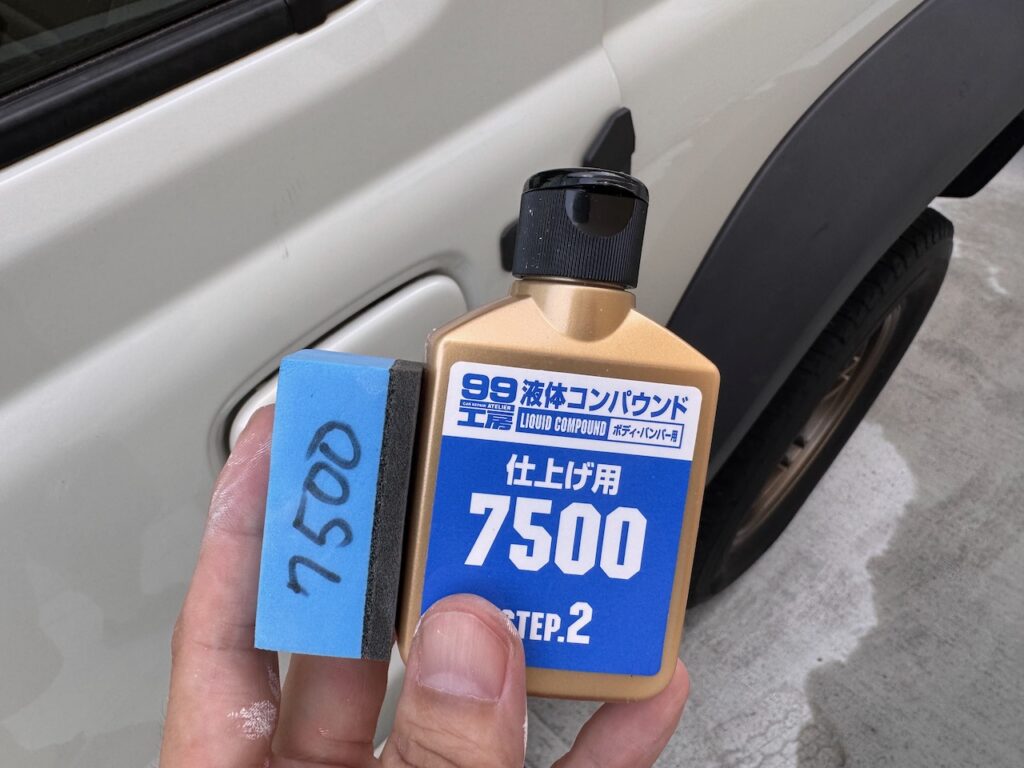 7500
99 液体コンパウンド
CAR REPAIR ATELIER
工房 LIQUID COMPOUND ボディ・バンパー用
仕上げ用
7500
STEP.2